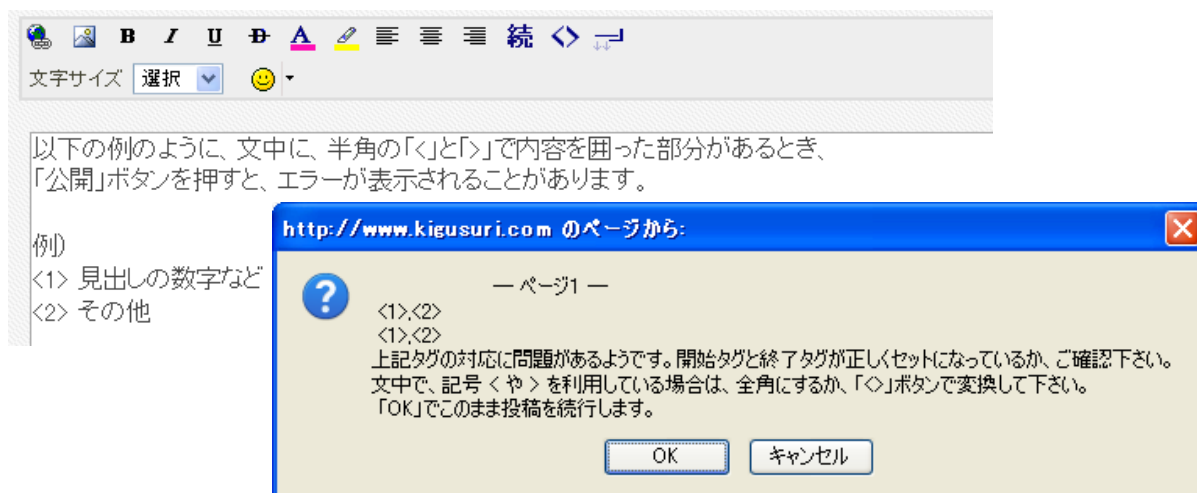 B I U D A 続 <>
文字サイズ 選択
以下の例のように、文中に、半角の「<」と「>」で内容を囲った部分があるとき、
「公開」ボタンを押すと、エラーが表示されることがあります。
例)
<1> 見出しの数字など
<2> その他
http://www.kigusuri.com のページから:
― ページ1 ―
<1>,<2>
<1>,<2>
上記タグの対応に問題があるようです。開始タグと終了タグが正しくセットになっているか、ご確認下さい。
文中で、記号 < や > を利用している場合は、全角にするか、「<>」ボタンで変換して下さい。
「OK」でこのまま投稿を続行します。
OK キャンセル